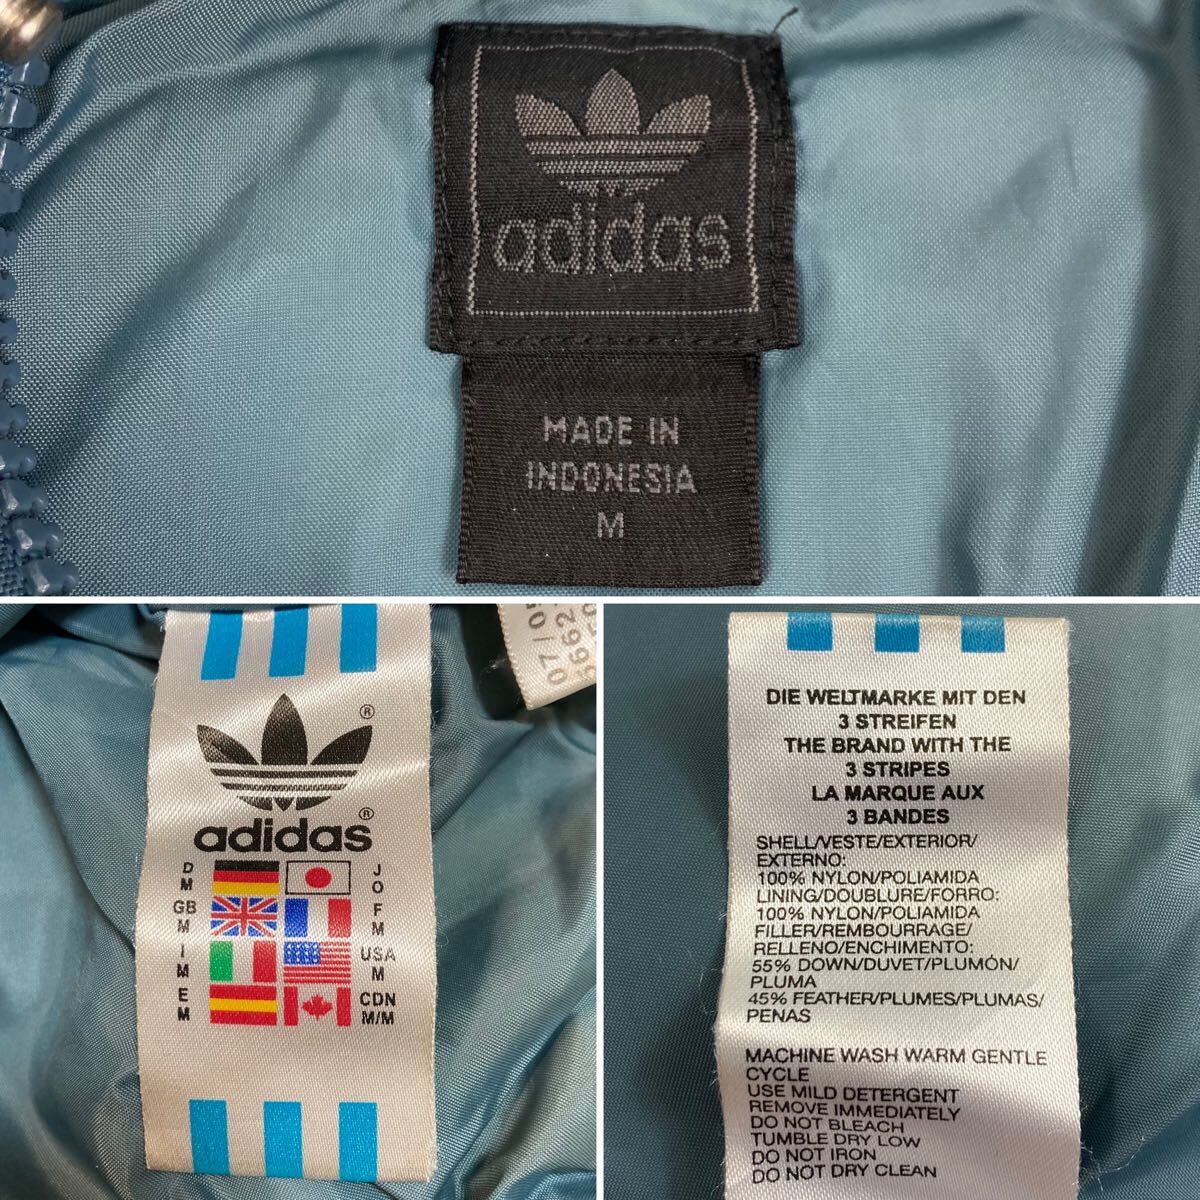 adidas
MADE IN
INDONESIA
M
07/0
5662
®
adidas®
D
M
J
O
GB
M
F
M
I
M
USA
M
E
M
CDN
M/M
DIE WELTMARKE MIT DEN
3 STREIFEN
THE BRAND WITH THE
3 STRIPES
LA MARQUE AUX
3 BANDES
SHELL/VESTE/EXTERIOR/
EXTERNO:
100% NYLON/POLIAMIDA
LINING/DOUBLURE/FORRO:
100% NYLON/POLIAMIDA
FILLER/REMBOURRAGE/
RELLENO/ENCHIMENTO:
55% DOWN/DUVET/PLUMÓN/
PLUMA
45% FEATHER/PLUMES/PLUMAS/
PENAS
MACHINE WASH WARM GENTLE
CYCLE
USE MILD DETERGENT
REMOVE IMMEDIATELY
DO NOT BLEACH
TUMBLE DRY LOW
DO NOT IRON
DO NOT DRY CLEAN